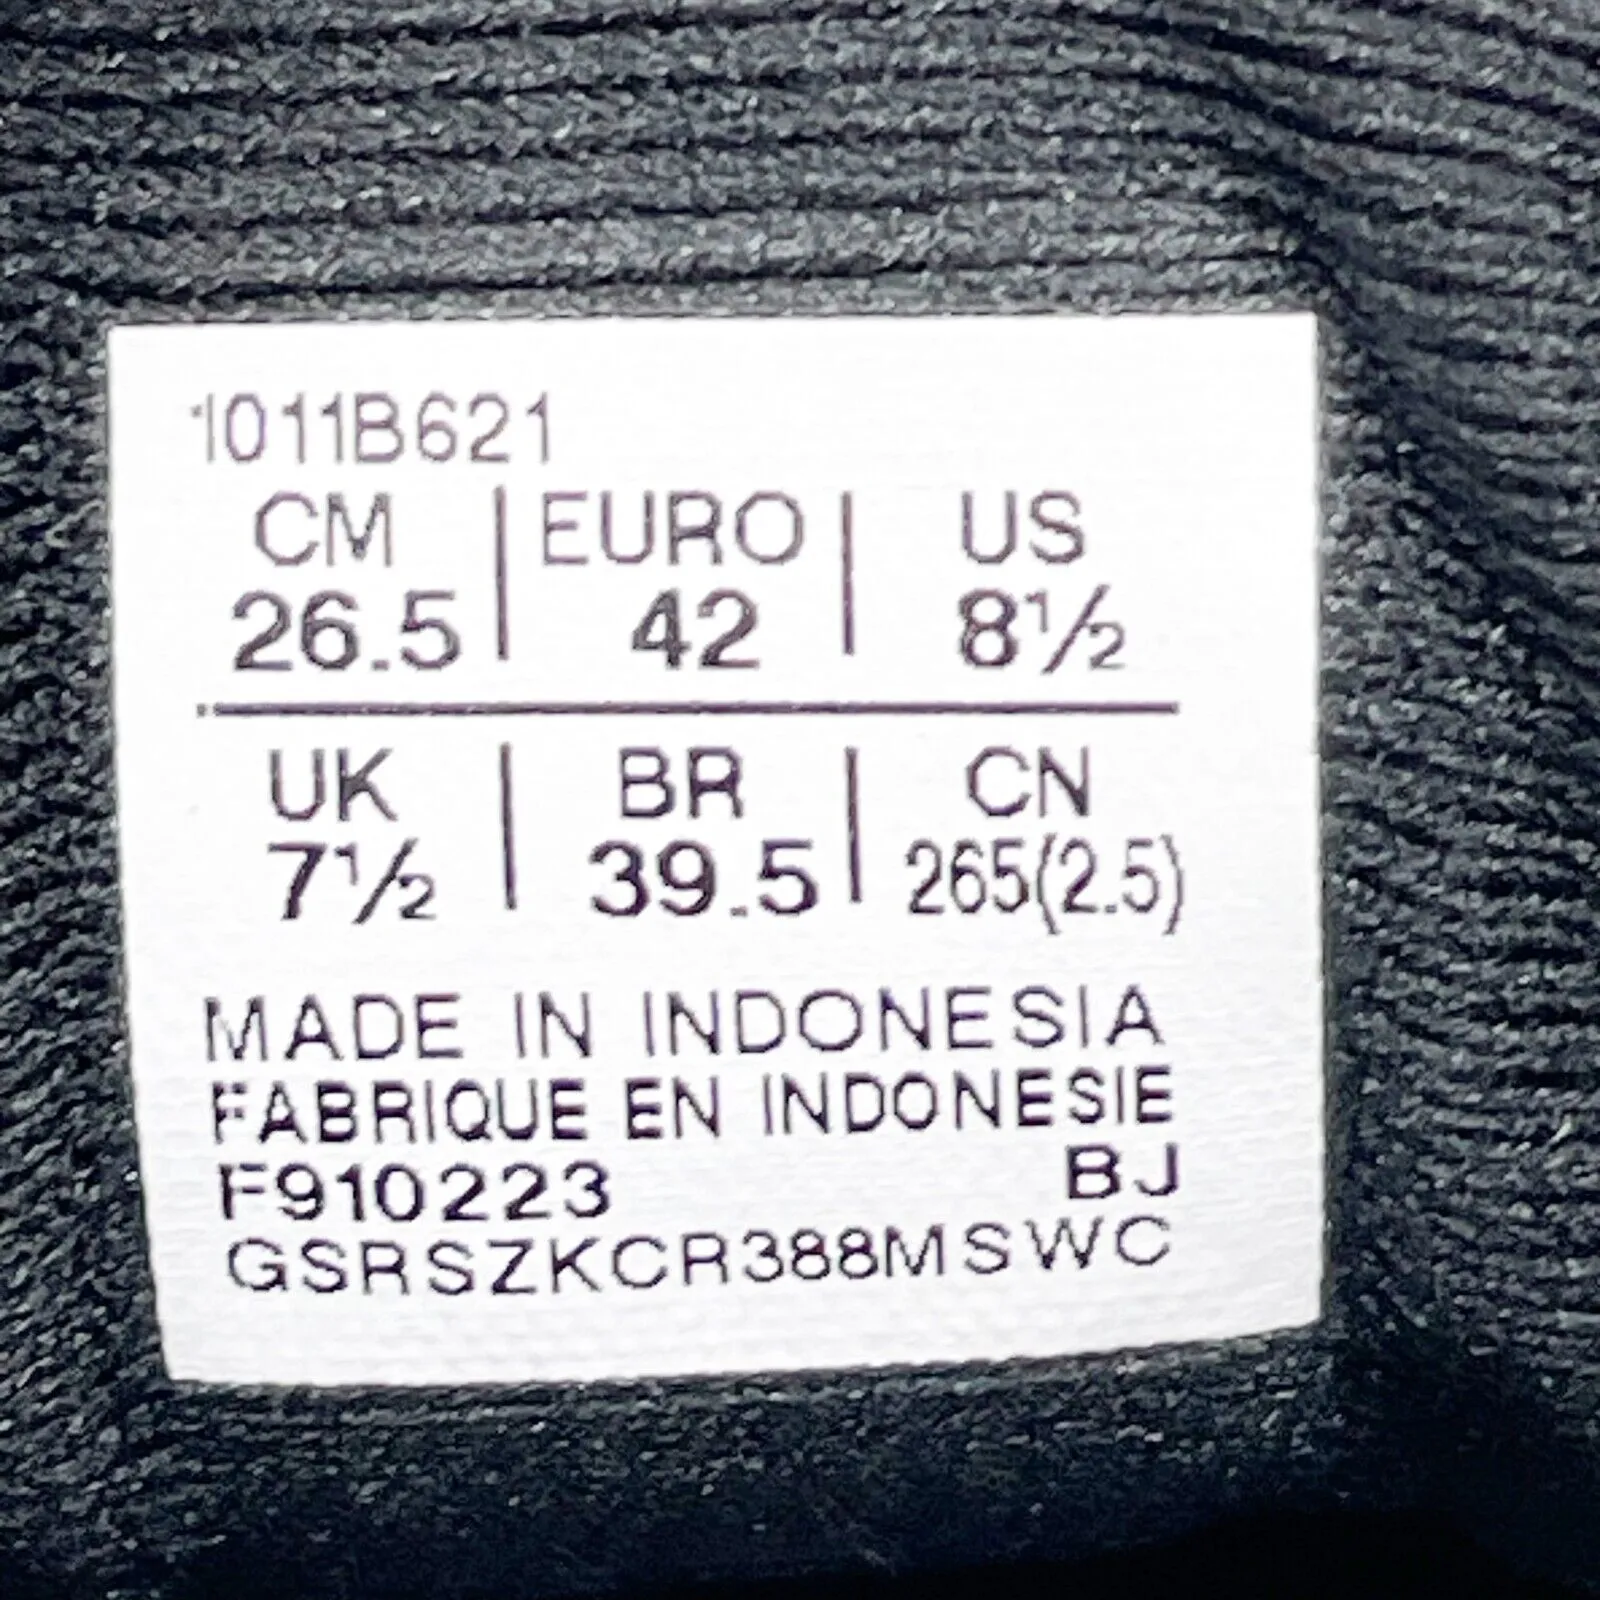 1011B621
CM | EURO | US
26.5 | 42 | 8½
UK | BR | CN
7½ | 39.5 | 265(2.5)
MADE IN INDONESIA
FABRIQUE EN INDONESIE
F910223 BJ
GSRSZKCR388MSWC